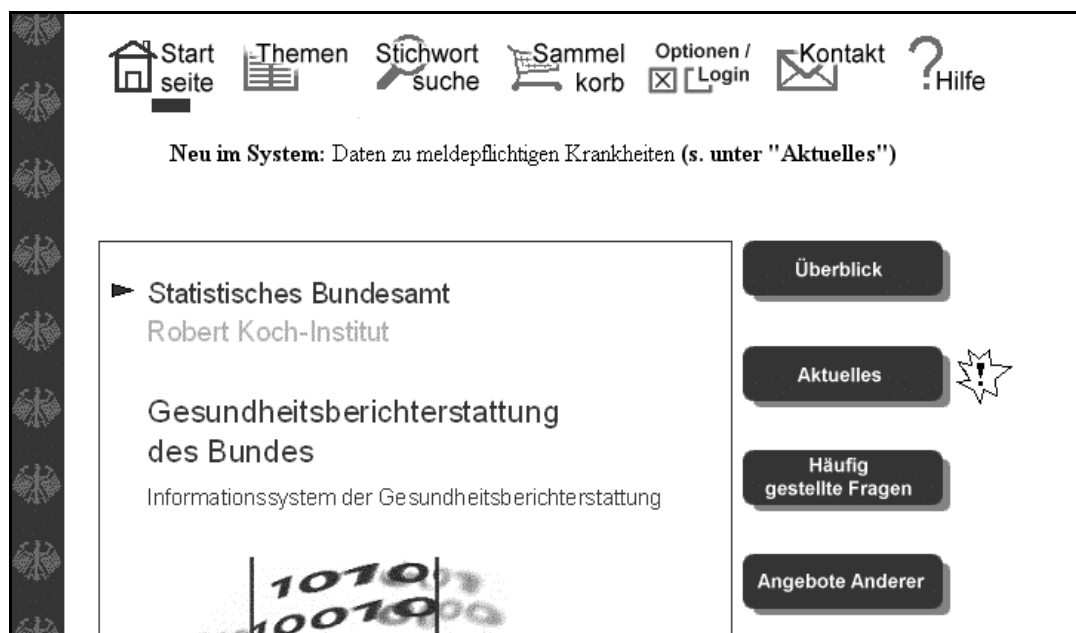 Start seite
Themen
Stichwort suche
Sammel korb
Optionen / Login
Kontakt
Hilfe
Neu im System: Daten zu meldepflichtigen Krankheiten (s. unter "Aktuelles")
Statistisches Bundesamt
Robert Koch-Institut
Gesundheitsberichterstattung
des Bundes
Informationssystem der Gesundheitsberichterstattung
1010
10010
Überblick
Aktuelles
!
Häufig
gestellte Fragen
Angebote Anderer